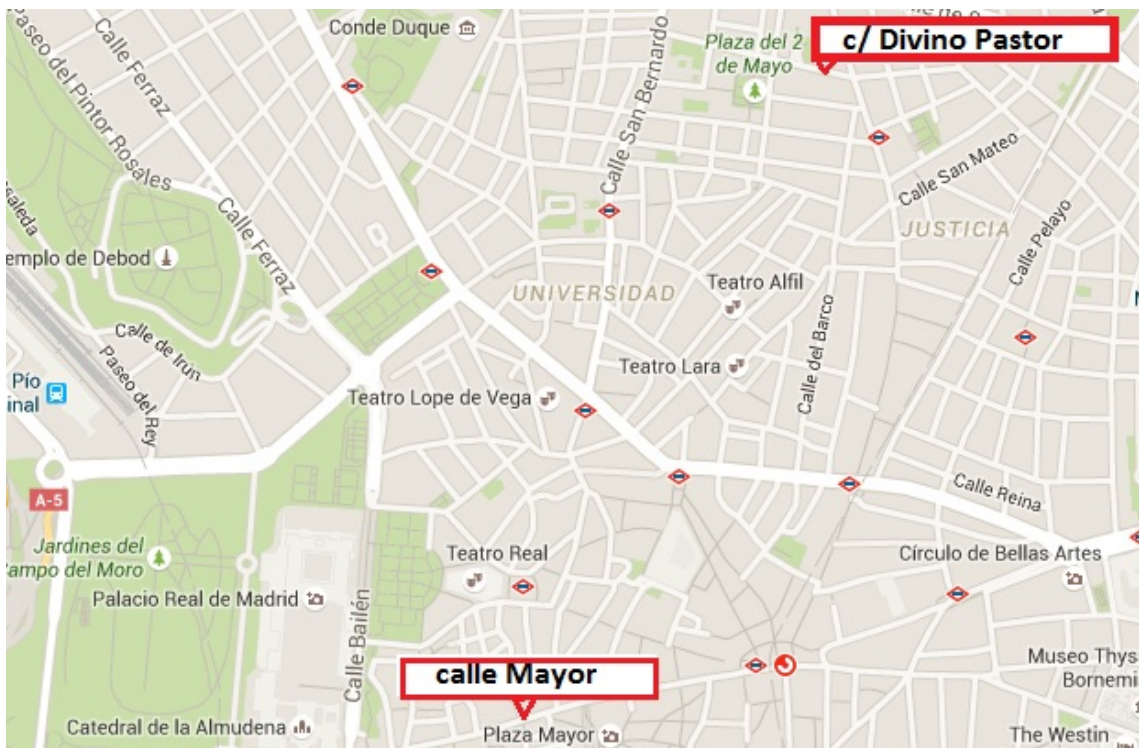 Conde Duque
Plaza del 2
de Mayo
c/ Divino Pastor
Paseo del Pintor Rosales
Calle Ferraz
Calle San Bernardo
Calle San Mateo
JUSTICIA
Calle Pelayo
emplo de Debod
Calle Ferraz
UNIVERSIDAD
Teatro Alfil
Calle de Irún
Paseo del Rey
Pío
inal
Teatro Lara
Calle del Barco
Teatro Lope de Vega
A-5
Calle Reina
Jardines del
Campo del Moro
Teatro Real
Círculo de Bellas Artes
Palacio Real de Madrid
Calle Bailén
calle Mayor
Museo Thys
Bornemi
Catedral de la Almudena
Plaza Mayor
The Westin